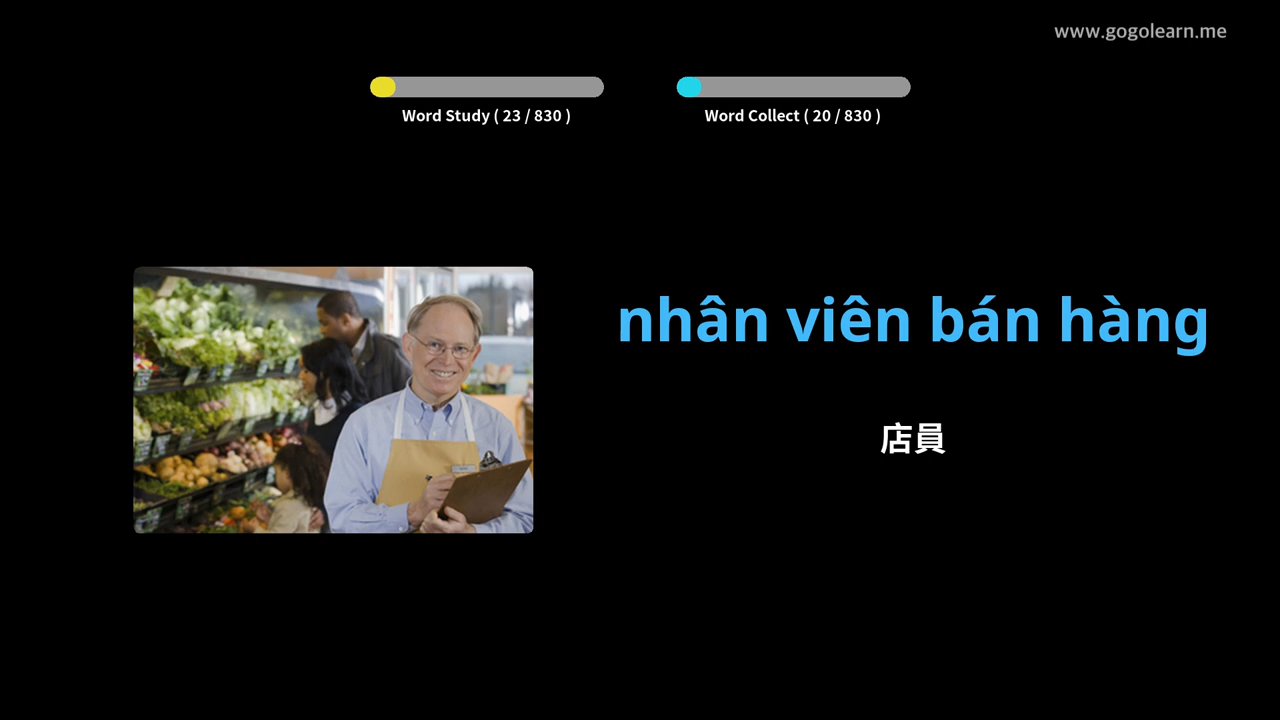 www.gogolearn.me
Word Study ( 23 / 830 )
Word Collect ( 20 / 830 )
nhân viên bán hàng
店員